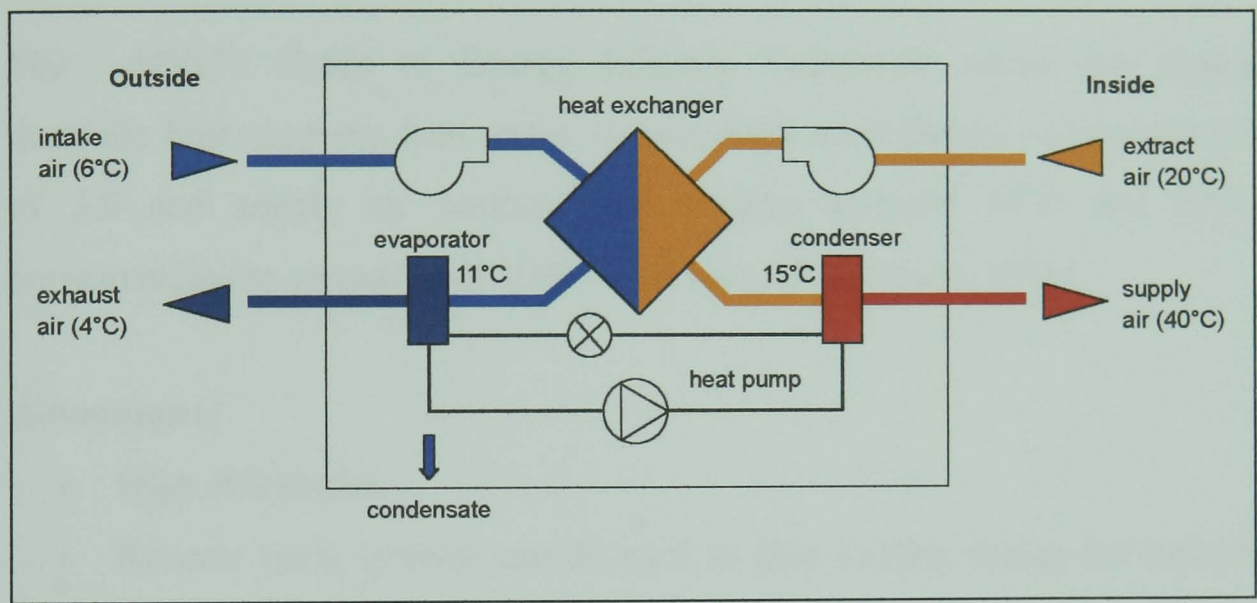 Outside
Inside
heat exchanger
intake
air (6°C)
extract
air (20°C)
evaporator
condenser
11°C
15°C
exhaust
air (4°C)
supply
air (40°C)
heat pump
condensate